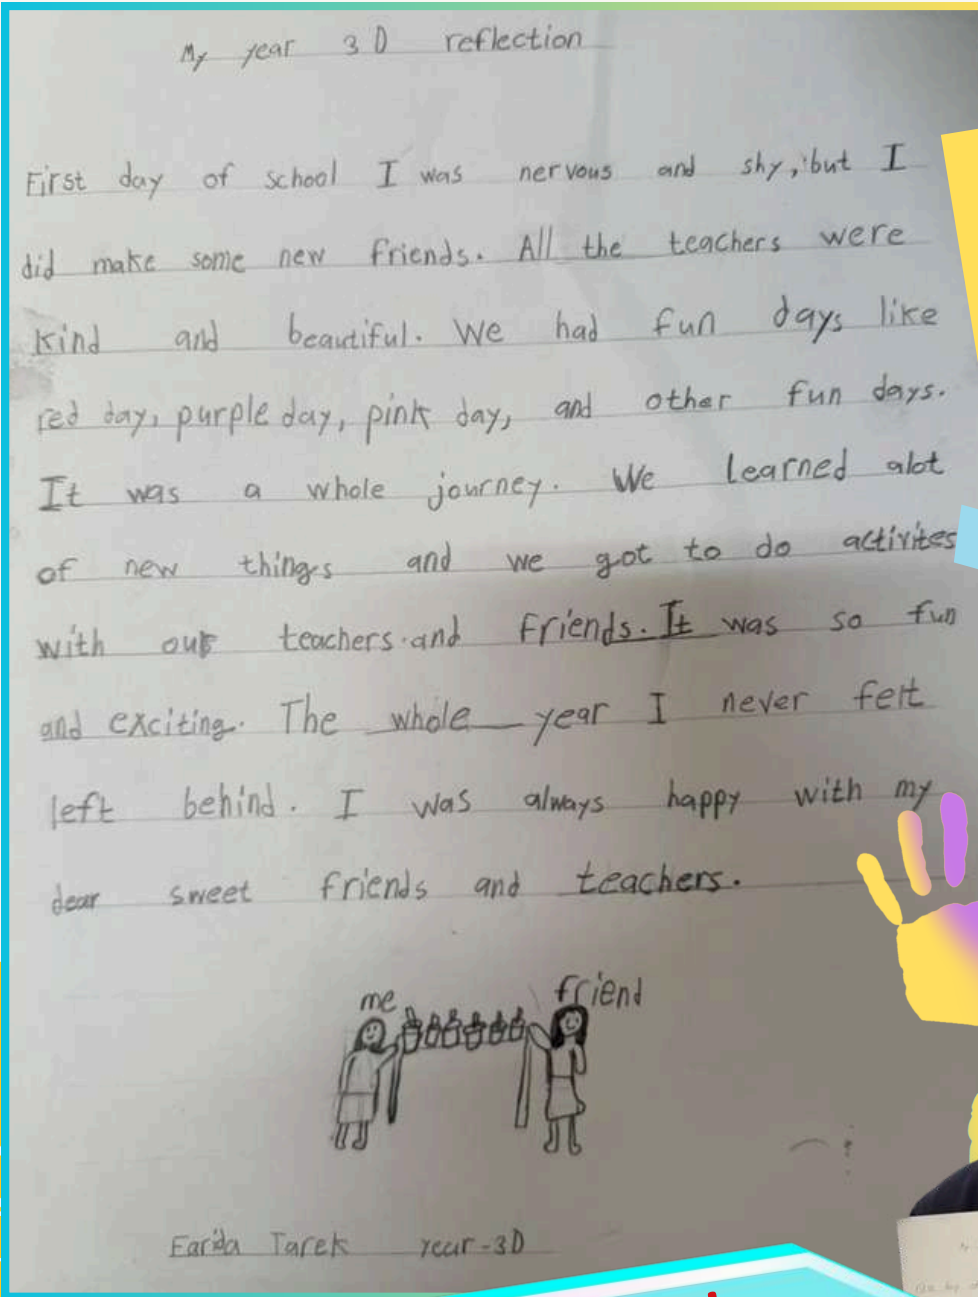 My year 3D reflection
First day of school I was nervous and shy, but I
did make some new friends. All the teachers were
kind and beautiful. We had fun days like
red day, purple day, pink day, and other fun days.
It was a whole journey. We learned alot
of new things and we got to do activites
with our teachers and friends. It was so fun
and exciting. The whole year I never felt
left behind. I was always happy with my
dear sweet friends and teachers.
me friend
Farida Tarek year-3D